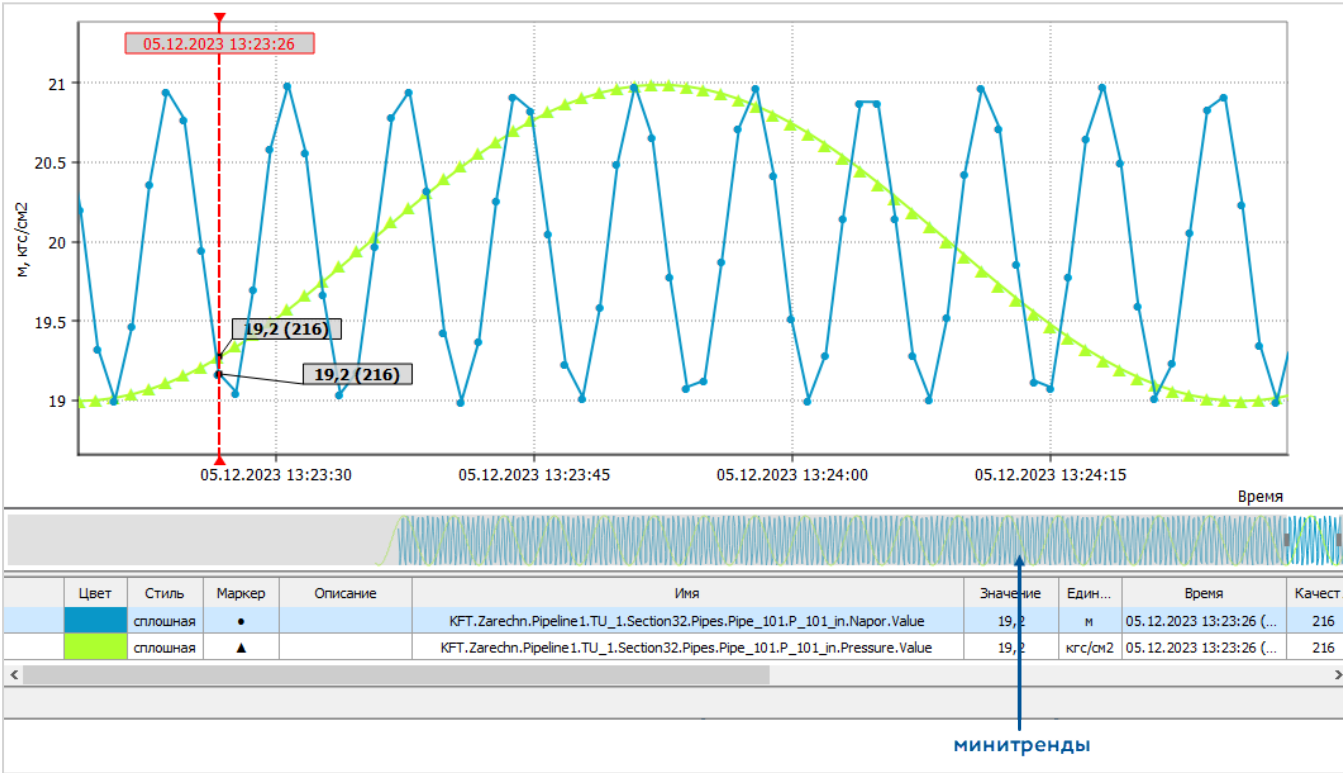 05.12.2023 13:23:26
21
20.5
20
19.5
19
м, кгс/см2
19,2 (216)
19,2 (216)
05.12.2023 13:23:30 05.12.2023 13:23:45 05.12.2023 13:24:00 05.12.2023 13:24:15
Время
Цвет Стиль Маркер Описание Имя Значение Един... Время Качест
сплошная KFT.Zarechn.Pipeline1.TU_1.Section32.Pipes.Pipe_101.P_101_in.Napor.Value 19,2 м 05.12.2023 13:23:26 (... 216
сплошная KFT.Zarechn.Pipeline1.TU_1.Section32.Pipes.Pipe_101.P_101_in.Pressure.Value 19,2 кгс/см2 05.12.2023 13:23:26 (... 216
минитренды